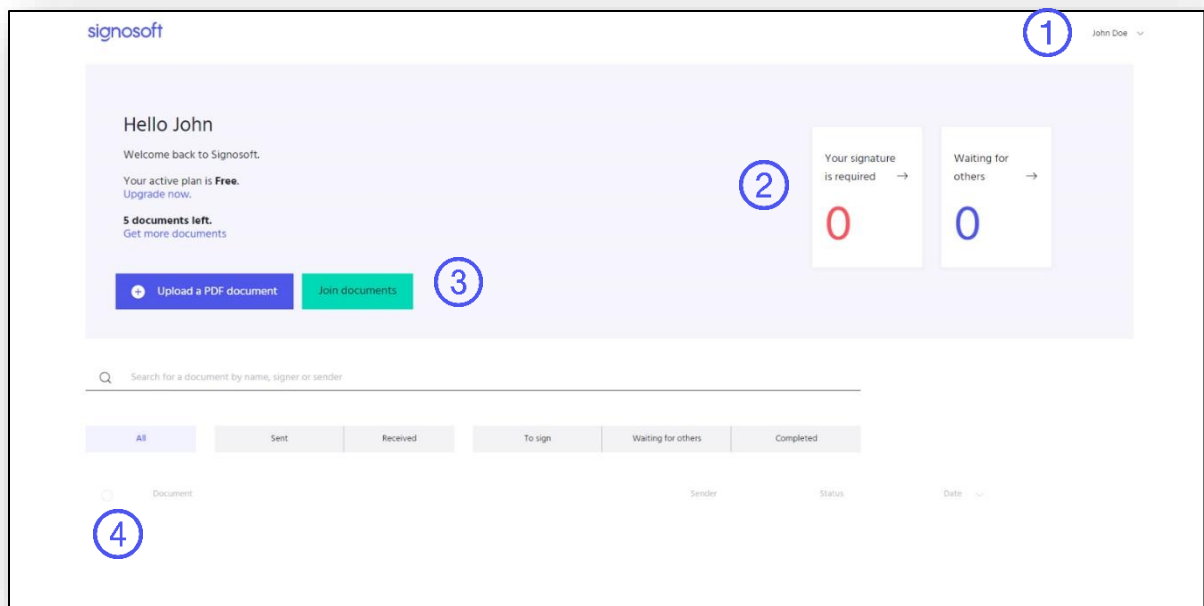 signosoft
1
John Doe
Hello John
Welcome back to Signosoft.
Your active plan is Free.
Upgrade now.
5 documents left.
Get more documents
2
Your signature
is required →
0
Waiting for
others →
0
Upload a PDF document
Join documents
3
Search for a document by name, signer or sender
All Sent Received To sign Waiting for others Completed
Document Sender Status Date
4